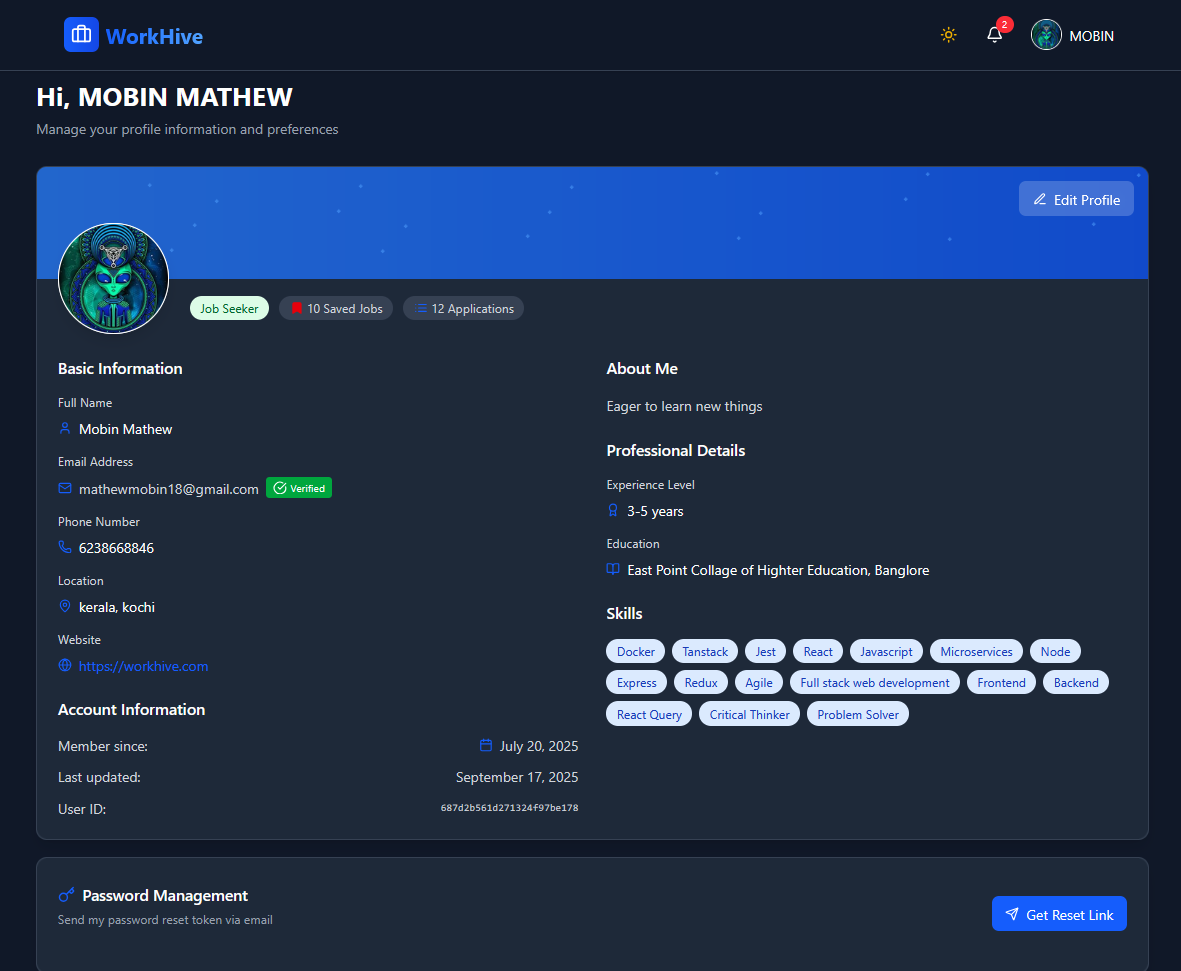 WorkHive
2
MOBIN
Hi, MOBIN MATHEW
Manage your profile information and preferences
Edit Profile
Job Seeker
10 Saved Jobs
12 Applications
Basic Information
Full Name
Mobin Mathew
Email Address
mathewmobin18@gmail.com
Verified
Phone Number
6238668846
Location
kerala, kochi
Website
https://workhive.com
Account Information
Member since:
July 20, 2025
Last updated:
September 17, 2025
User ID:
687d2b561d271324f97be178
About Me
Eager to learn new things
Professional Details
Experience Level
3-5 years
Education
East Point Collage of Highter Education, Banglore
Skills
Docker Tanstack Jest React Javascript Microservices Node
Express Redux Agile Full stack web development Frontend Backend
React Query Critical Thinker Problem Solver
Password Management
Send my password reset token via email
Get Reset Link